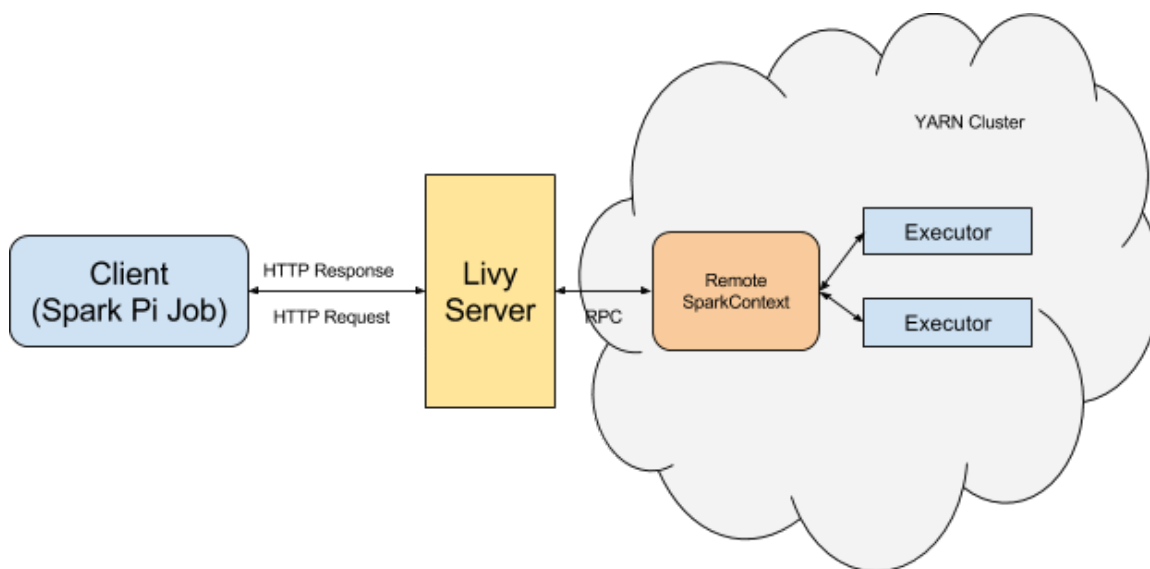 YARN Cluster
Client
(Spark Pi Job)
HTTP Response
HTTP Request
Livy
Server
RPC
Remote
SparkContext
Executor
Executor